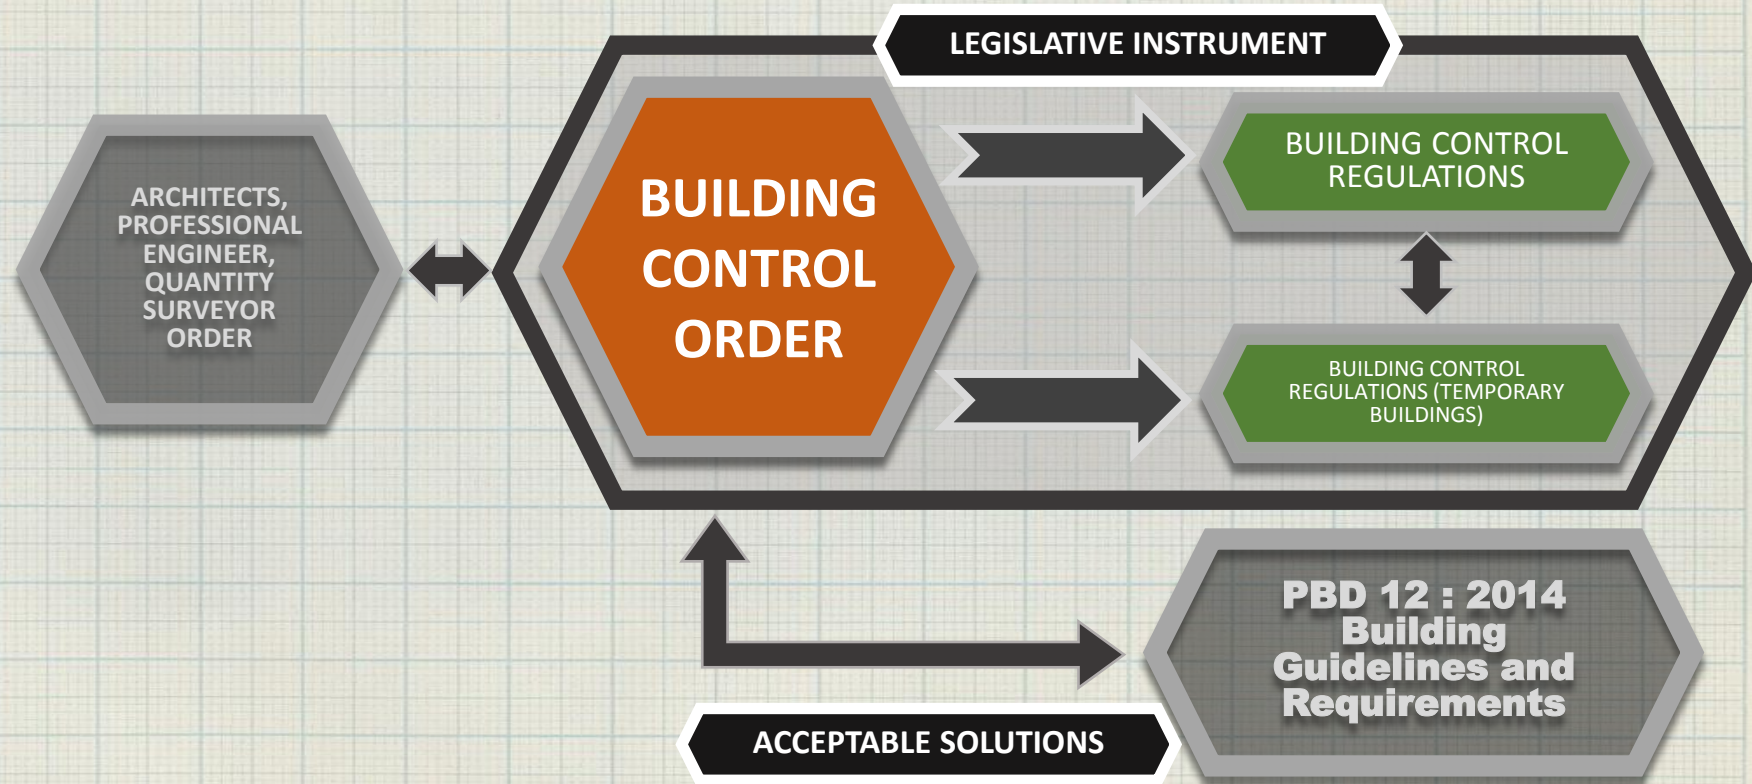 LEGISLATIVE INSTRUMENT
ARCHITECTS,
PROFESSIONAL
ENGINEER,
QUANTITY
SURVEYOR
ORDER
BUILDING
CONTROL
ORDER
BUILDING CONTROL
REGULATIONS
BUILDING CONTROL
REGULATIONS (TEMPORARY
BUILDINGS)
PBD 12 : 2014
Building
Guidelines and
Requirements
ACCEPTABLE SOLUTIONS